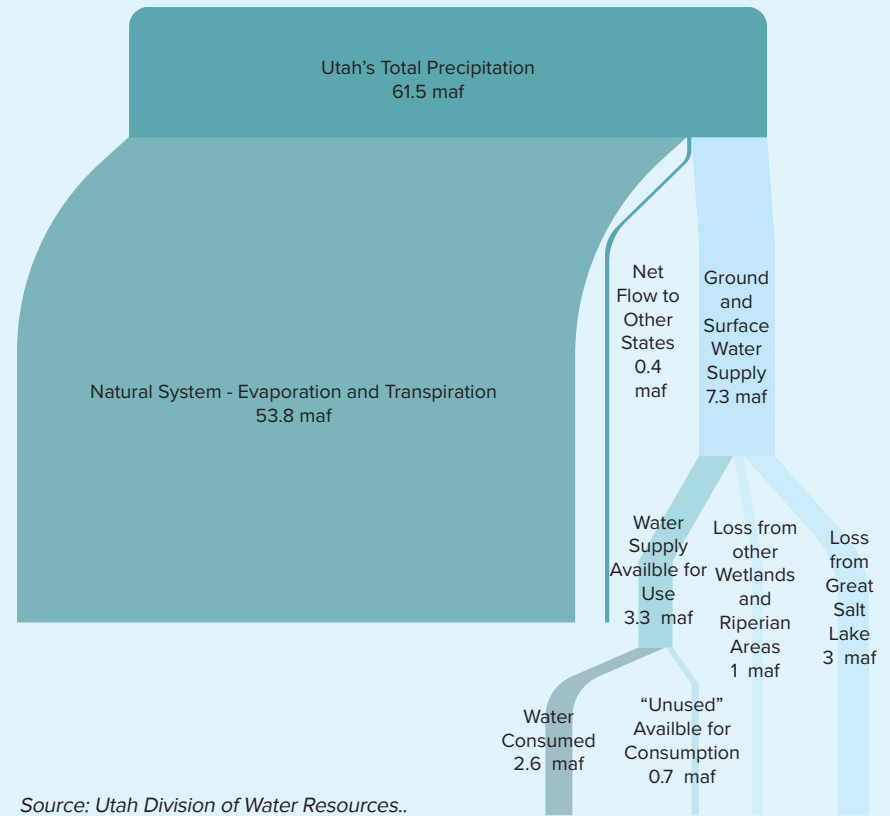 Utah's Total Precipitation
61.5 maf
Natural System - Evaporation and Transpiration
53.8 maf
Net
Flow to
Other
States
0.4
maf
Ground
and
Surface
Water
Supply
7.3 maf
Water
Supply
Availble for
Use
3.3 maf
Loss from
other
Wetlands
and
Riperian
Areas
1 maf
Loss
from
Great
Salt
Lake
3 maf
Water
Consumed
2.6 maf
“Unused”
Availble for
Consumption
0.7 maf
Source: Utah Division of Water Resources..